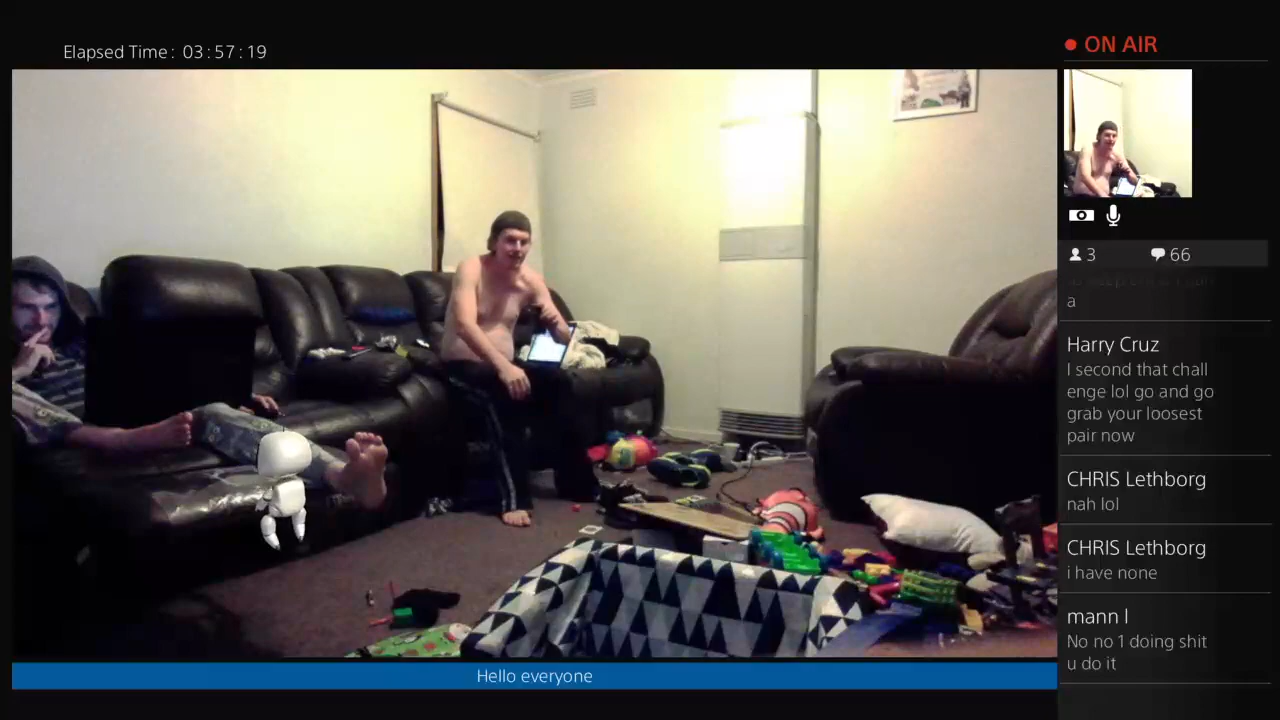 Elapsed Time: 03:57:19
ON AIR
3 66
a
Harry Cruz
I second that chall
enge lol go and go
grab your loosest
pair now
CHRIS Lethborg
nah lol
CHRIS Lethborg
i have none
mann l
No no 1 doing shit
u do it
Hello everyone